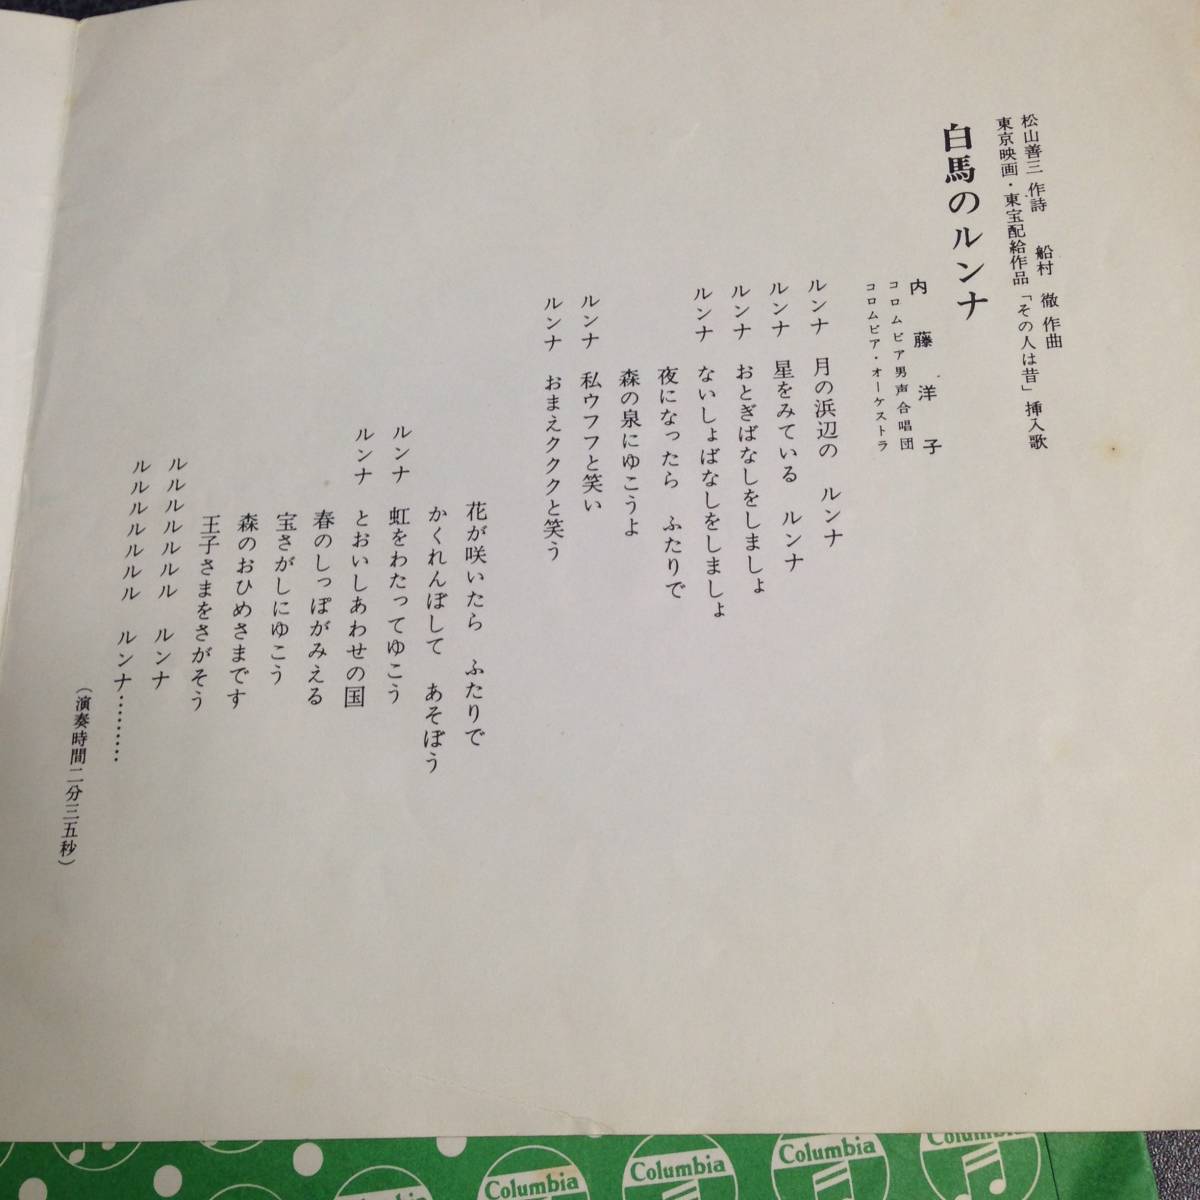 松山善三 作詩　船村　徹 作曲
東京映画・東宝配給作品「その人は昔」挿入歌
白馬のルンナ
内藤洋子
コロムビア男声合唱団
コロムビア・オーケストラ
ルンナ　月の浜辺の　ルンナ
ルンナ　星をみている　ルンナ
ルンナ　おとぎばなしをしましょ
ルンナ　ないしょばなしをしましょ
夜になったら　ふたりで
森の泉にゆこうよ
ルンナ　私ウフフと笑い
ルンナ　おまえククククと笑う
花が咲いたら　ふたりで
かくれんぼして　あそぼう
ルンナ　虹をわたってゆこう
ルンナ　とおいしあわせの国
春のしっぽがみえる
宝さがしにゆこう
森のおひめさまです
王子さまをさがそう
ルルルルルル　ルンナ
ルルルルルルル　ルンナ…………
（演奏時間二分三五秒）
Columbia
Columbia
Columbia
Columbia
Columbia